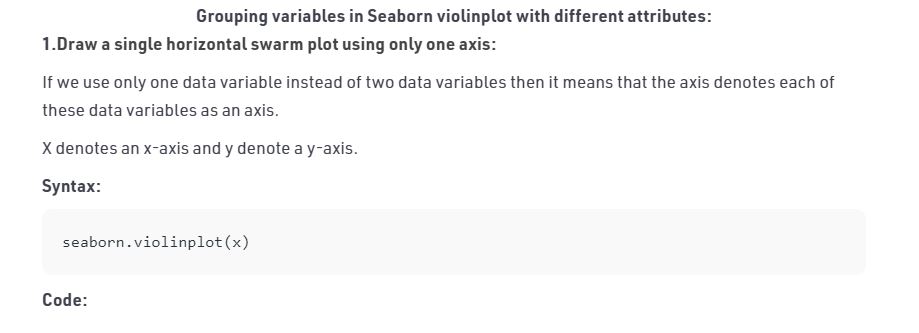 Grouping variables in Seaborn violinplot with different attributes:
1.Draw a single horizontal swarm plot using only one axis:
If we use only one data variable instead of two data variables then it means that the axis denotes each of
these data variables as an axis.
X denotes an x-axis and y denote a y-axis.
Syntax:
seaborn.violinplot(x)
Code: